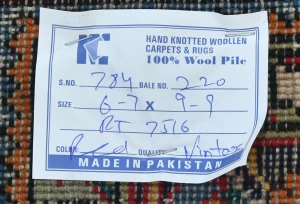 HAND KNOTTED WOOLLEN
CARPETS & RUGS
100% Wool Pile
S.NO. 784 BALE NO. 220
SIZE 6-7 x 9-9
RT 7516
COLOR Red QUALITY Vintage
MADE IN PAKISTAN